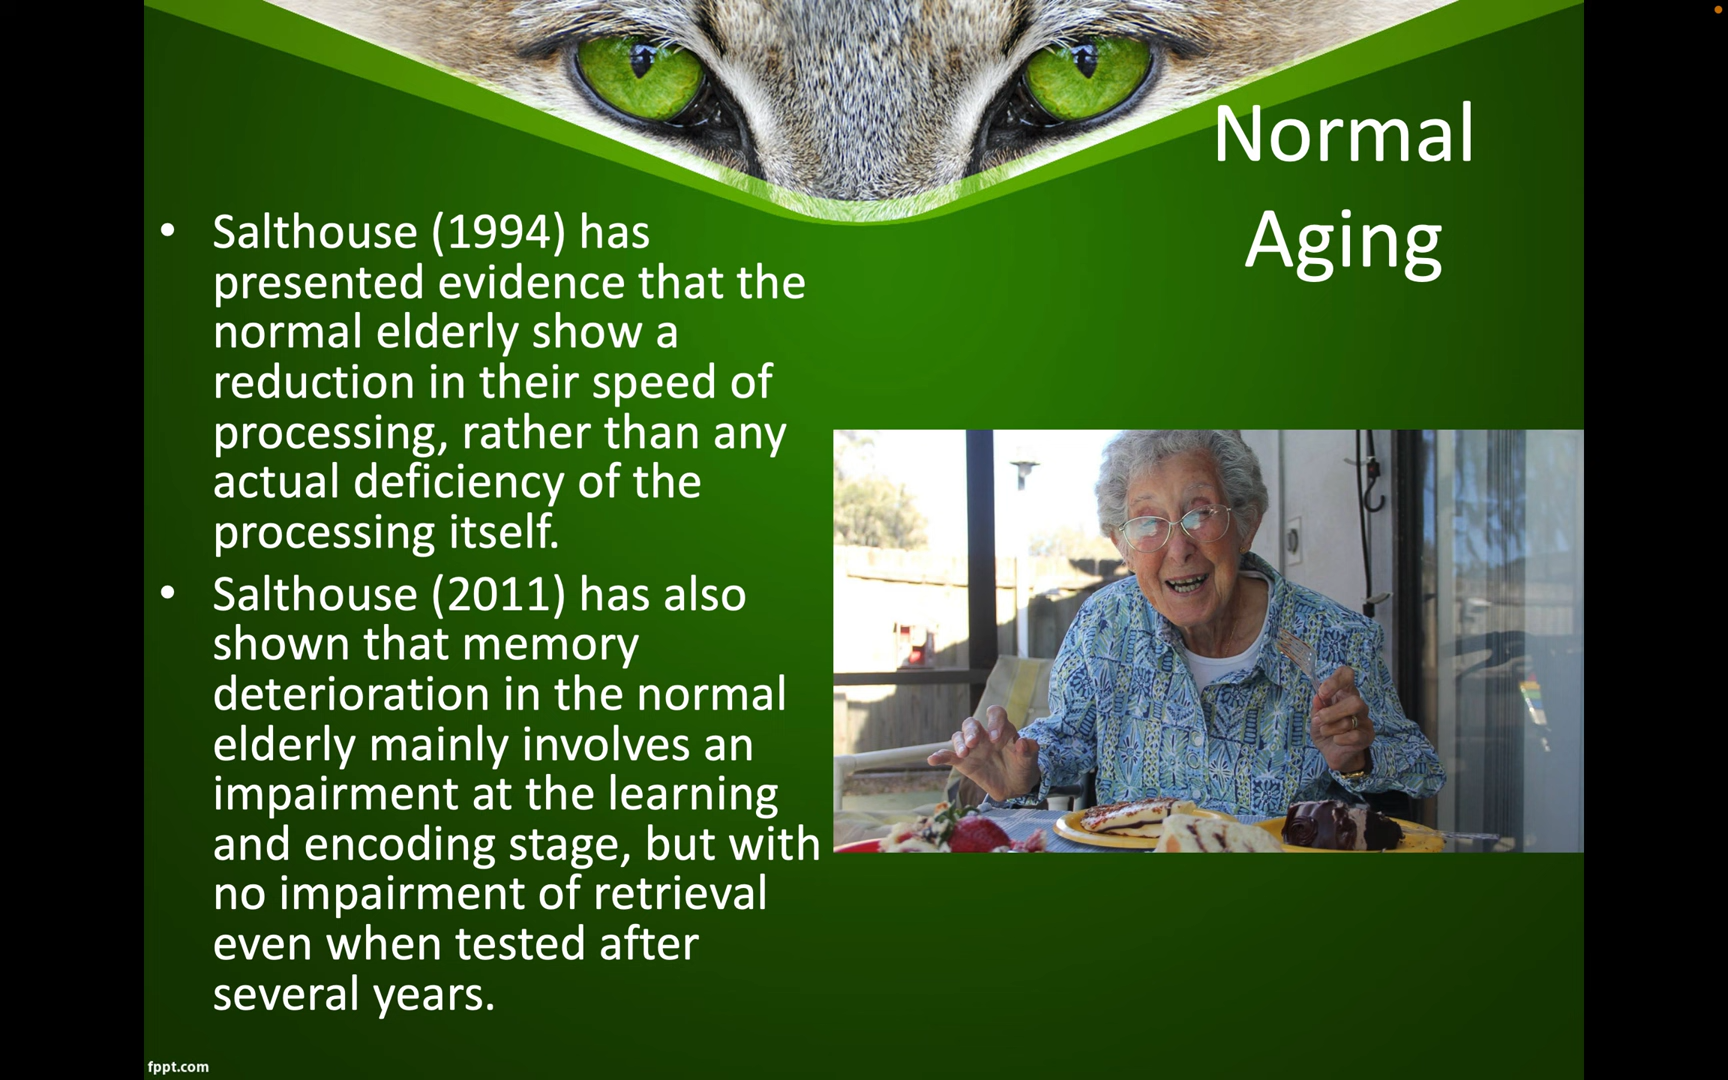 Normal
Aging
• Salthouse (1994) has
presented evidence that the
normal elderly show a
reduction in their speed of
processing, rather than any
actual deficiency of the
processing itself.
• Salthouse (2011) has also
shown that memory
deterioration in the normal
elderly mainly involves an
impairment at the learning
and encoding stage, but with
no impairment of retrieval
even when tested after
several years.
fppt.com